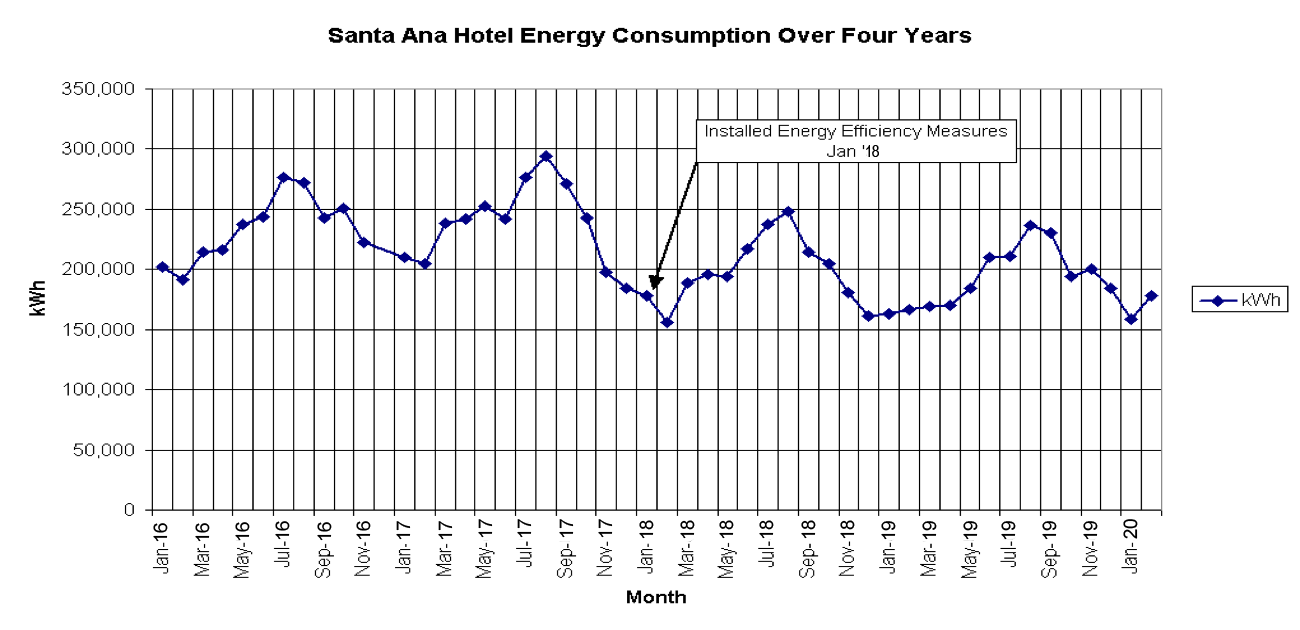 Santa Ana Hotel Energy Consumption Over Four Years
350,000
300,000
250,000
200,000
150,000
100,000
50,000
0
kWh
Installed Energy Efficiency Measures
Jan '18
kWh
Jan-16
Mar-16
May-16
Jul-16
Sep-16
Nov-16
Jan-17
Mar-17
May-17
Jul-17
Sep-17
Nov-17
Jan-18
Mar-18
May-18
Jul-18
Sep-18
Nov-18
Jan-19
Mar-19
May-19
Jul-19
Sep-19
Nov-19
Jan-20
Month